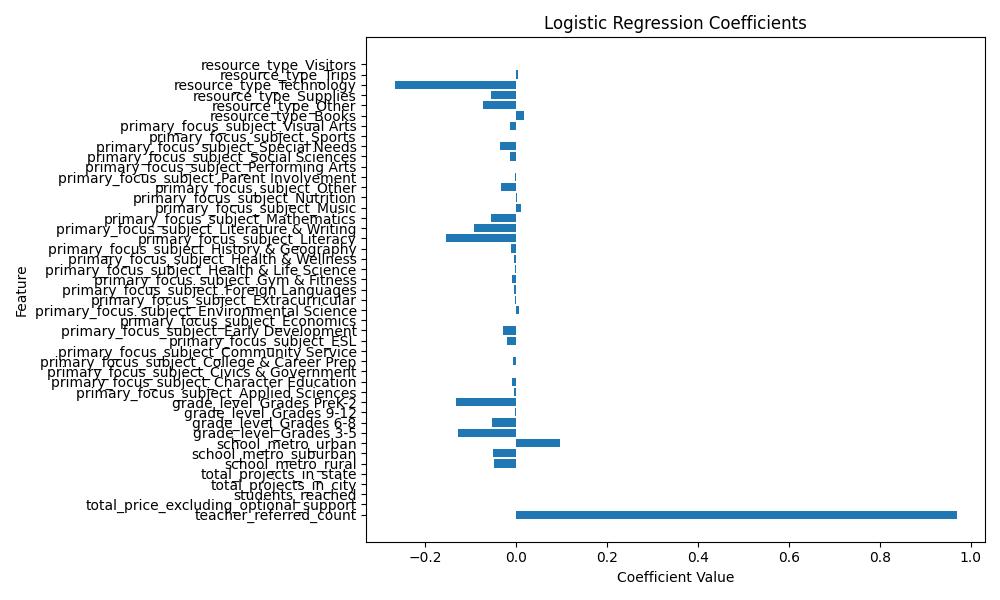 Logistic Regression Coefficients
resource_type_Visitors
resource_type_Trips
resource_type_Technology
resource_type_Supplies
resource_type_Other
resource_type_Books
primary_focus_subject_Visual Arts
primary_focus_subject_Sports
primary_focus_subject_Special Needs
primary_focus_subject_Social Sciences
primary_focus_subject_Performing Arts
primary_focus_subject_Parent Involvement
primary_focus_subject_Other
primary_focus_subject_Nutrition
primary_focus_subject_Music
primary_focus_subject_Mathematics
primary_focus_subject_Literature & Writing
primary_focus_subject_Literacy
primary_focus_subject_History & Geography
primary_focus_subject_Health & Wellness
primary_focus_subject_Health & Life Science
primary_focus_subject_Gym & Fitness
primary_focus_subject_Foreign Languages
primary_focus_subject_Extracurricular
primary_focus_subject_Environmental Science
primary_focus_subject_Economics
primary_focus_subject_Early Development
primary_focus_subject_ESL
primary_focus_subject_Community Service
primary_focus_subject_College & Career Prep
primary_focus_subject_Civics & Government
primary_focus_subject_Character Education
primary_focus_subject_Applied Sciences
grade_level_Grades PreK-2
grade_level_Grades 9-12
grade_level_Grades 6-8
grade_level_Grades 3-5
school_metro_urban
school_metro_suburban
school_metro_rural
total_projects_in_state
total_projects_in_city
students_reached
total_price_excluding_optional_support
teacher_referred_count
Feature
−0.2 0.0 0.2 0.4 0.6 0.8 1.0
Coefficient Value